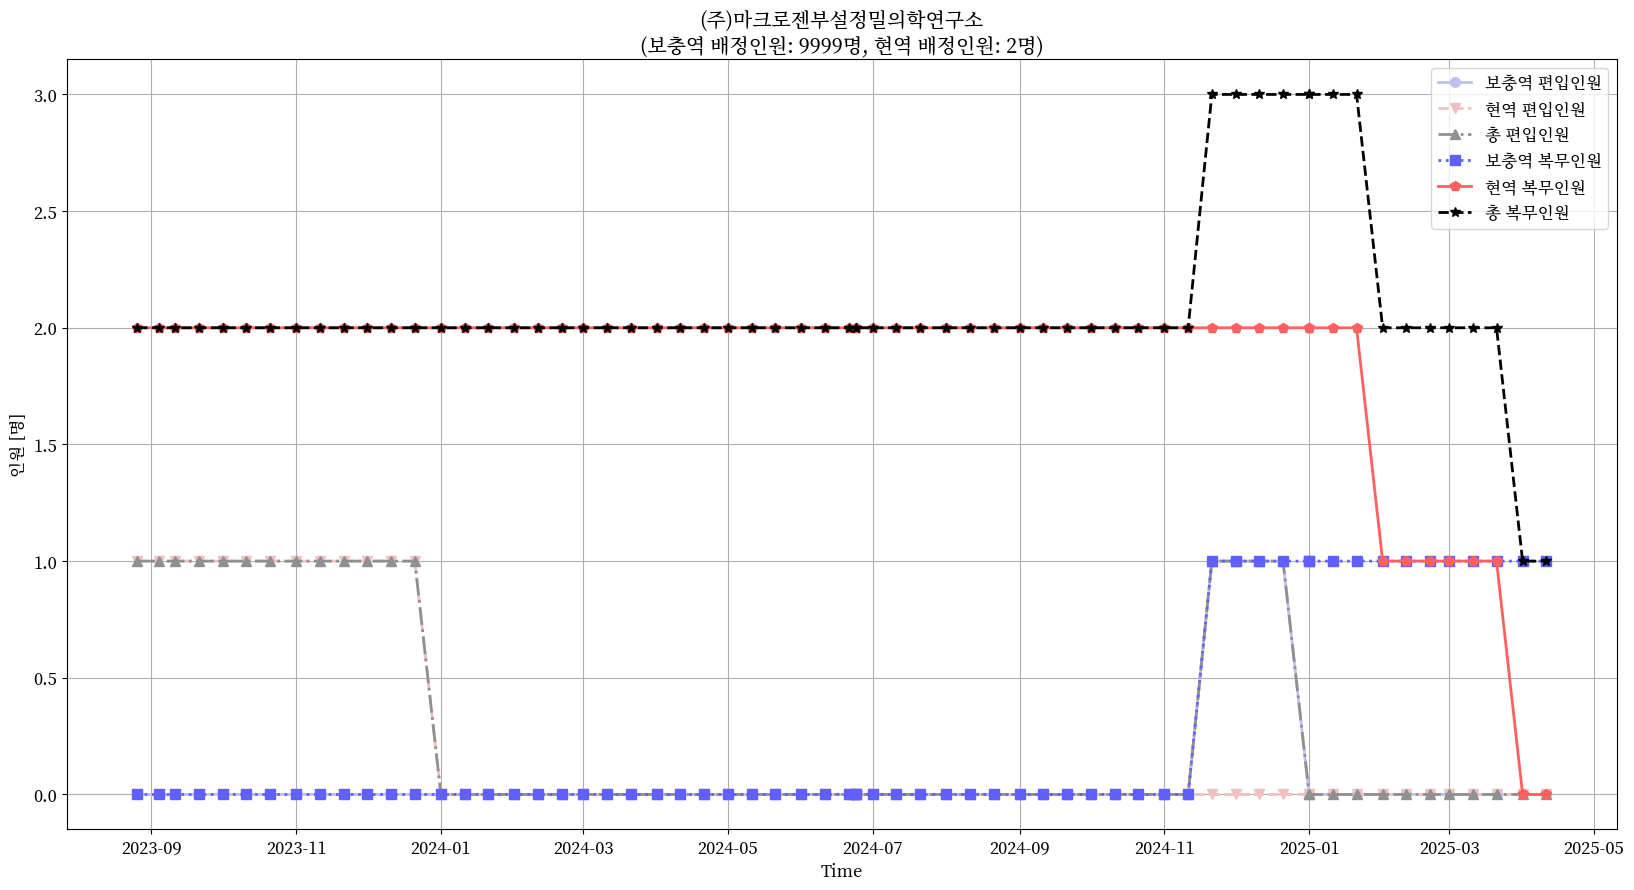 (주)마크로젠부설정밀의학연구소
(보충역 배정인원: 9999명, 현역 배정인원: 2명)
보충역 편입인원
현역 편입인원
총 편입인원
보충역 복무인원
현역 복무인원
총 복무인원
인원 [명]
3.0
2.5
2.0
1.5
1.0
0.5
0.0
2023-09 2023-11 2024-01 2024-03 2024-05 2024-07 2024-09 2024-11 2025-01 2025-03 2025-05
Time